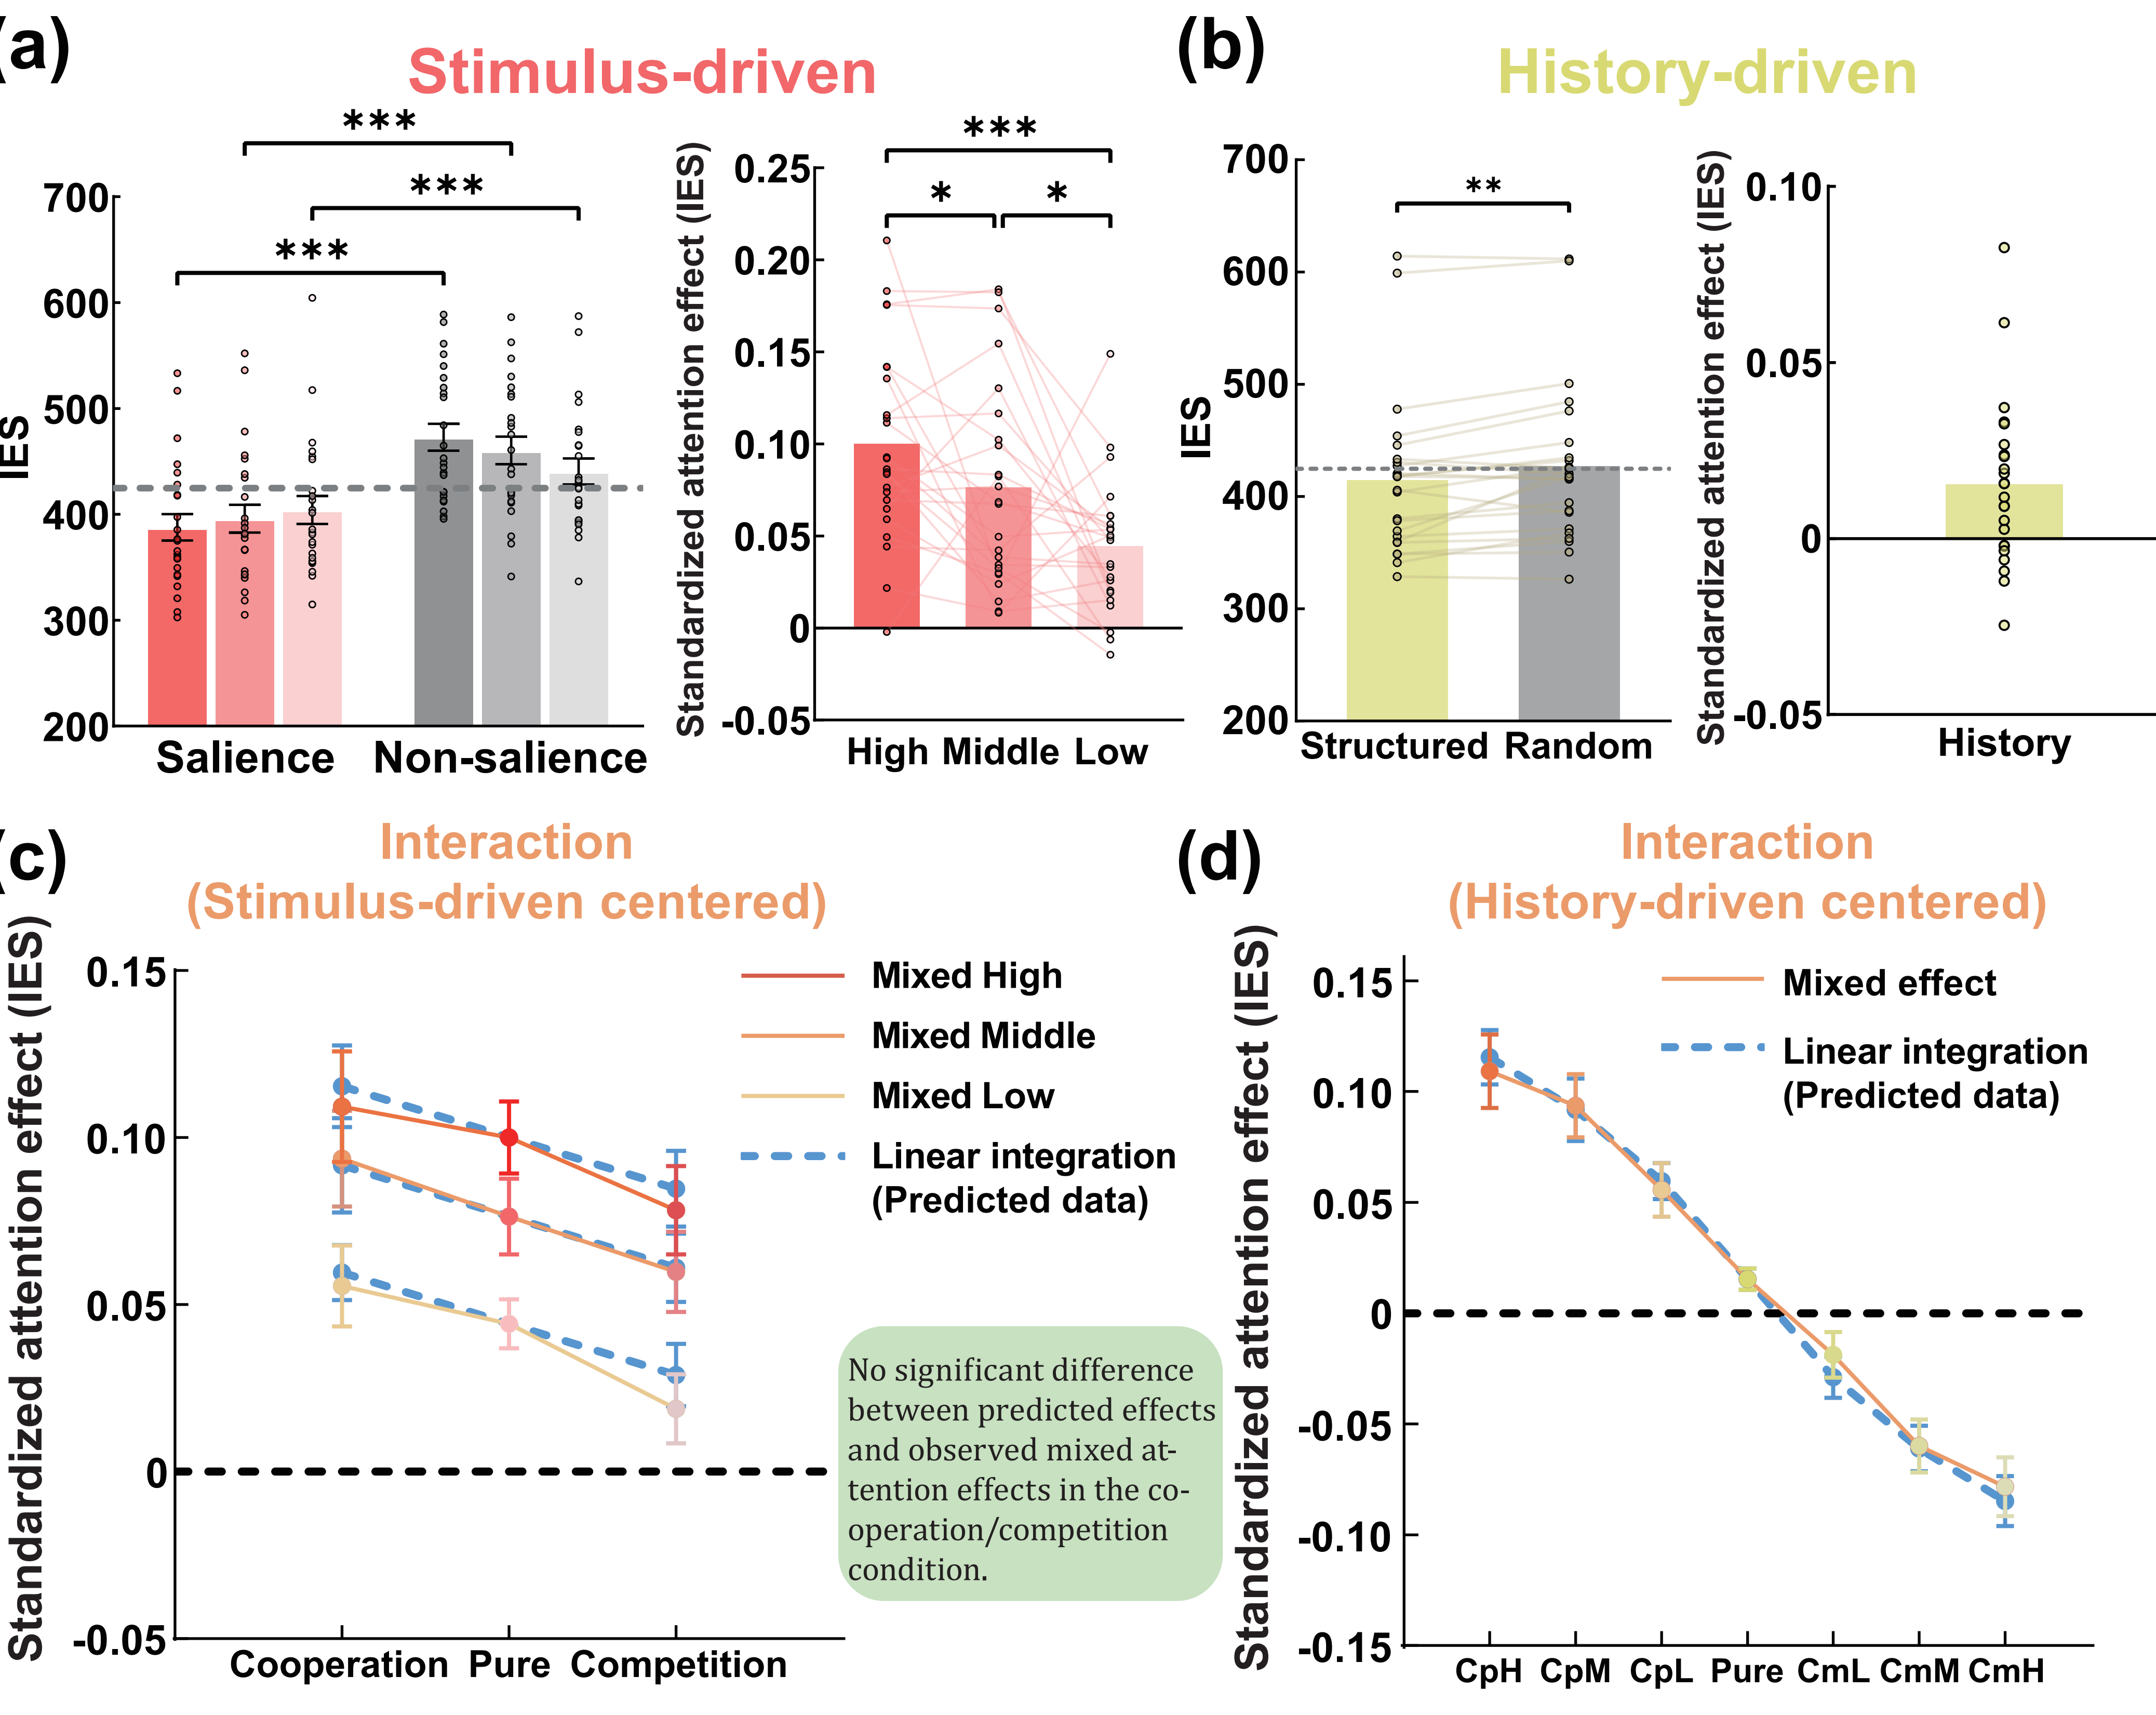 (a)
Stimulus-driven
***
***
***
700
600
500
400
300
200
IES
Salience
Non-salience
***
*
*
Standardized attention effect (IES)
0.25
0.20
0.15
0.10
0.05
0
-0.05
High
Middle
Low
(b)
History-driven
**
700
600
500
400
300
200
IES
Structured
Random
Standardized attention effect (IES)
0.10
0.05
0
-0.05
History
(c)
Interaction
(Stimulus-driven centered)
Standardized attention effect (IES)
0.15
0.10
0.05
0
-0.05
Cooperation
Pure
Competition
Mixed High
Mixed Middle
Mixed Low
Linear integration
(Predicted data)
No significant difference
between predicted effects
and observed mixed at-
tention effects in the co-
operation/competition
condition.
(d)
Interaction
(History-driven centered)
Standardized attention effect (IES)
0.15
0.10
0.05
0
-0.05
-0.10
-0.15
CpH
CpM
CpL
Pure
CmL
CmM
CmH
Mixed effect
Linear integration
(Predicted data)